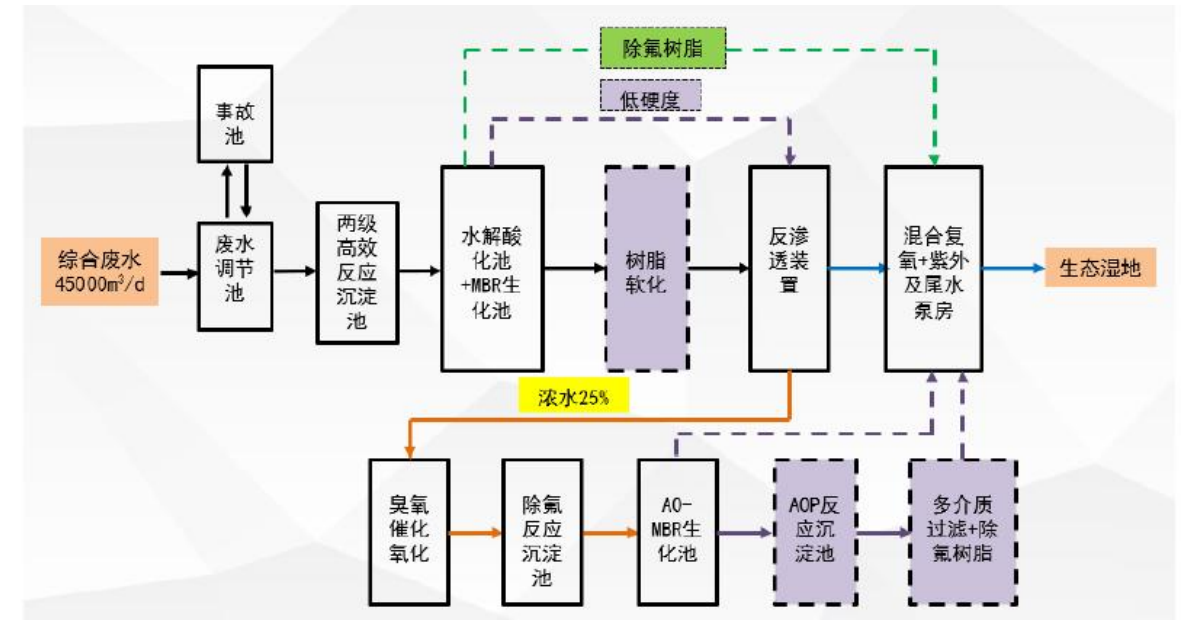 除氟树脂
低硬度
事故
池
综合废水
45000m³/d
废水
调节
池
两级
高效
反应
沉淀
池
水解酸
化池
+MBR生
化池
树脂
软化
反渗
透装
置
混合复
氧+紫外
及尾水
泵房
生态湿地
浓水25%
臭氧
催化
氧化
除氟
反应
沉淀
池
AO-
MBR生
化池
AOP反
应沉
淀池
多介质
过滤+除
氟树脂